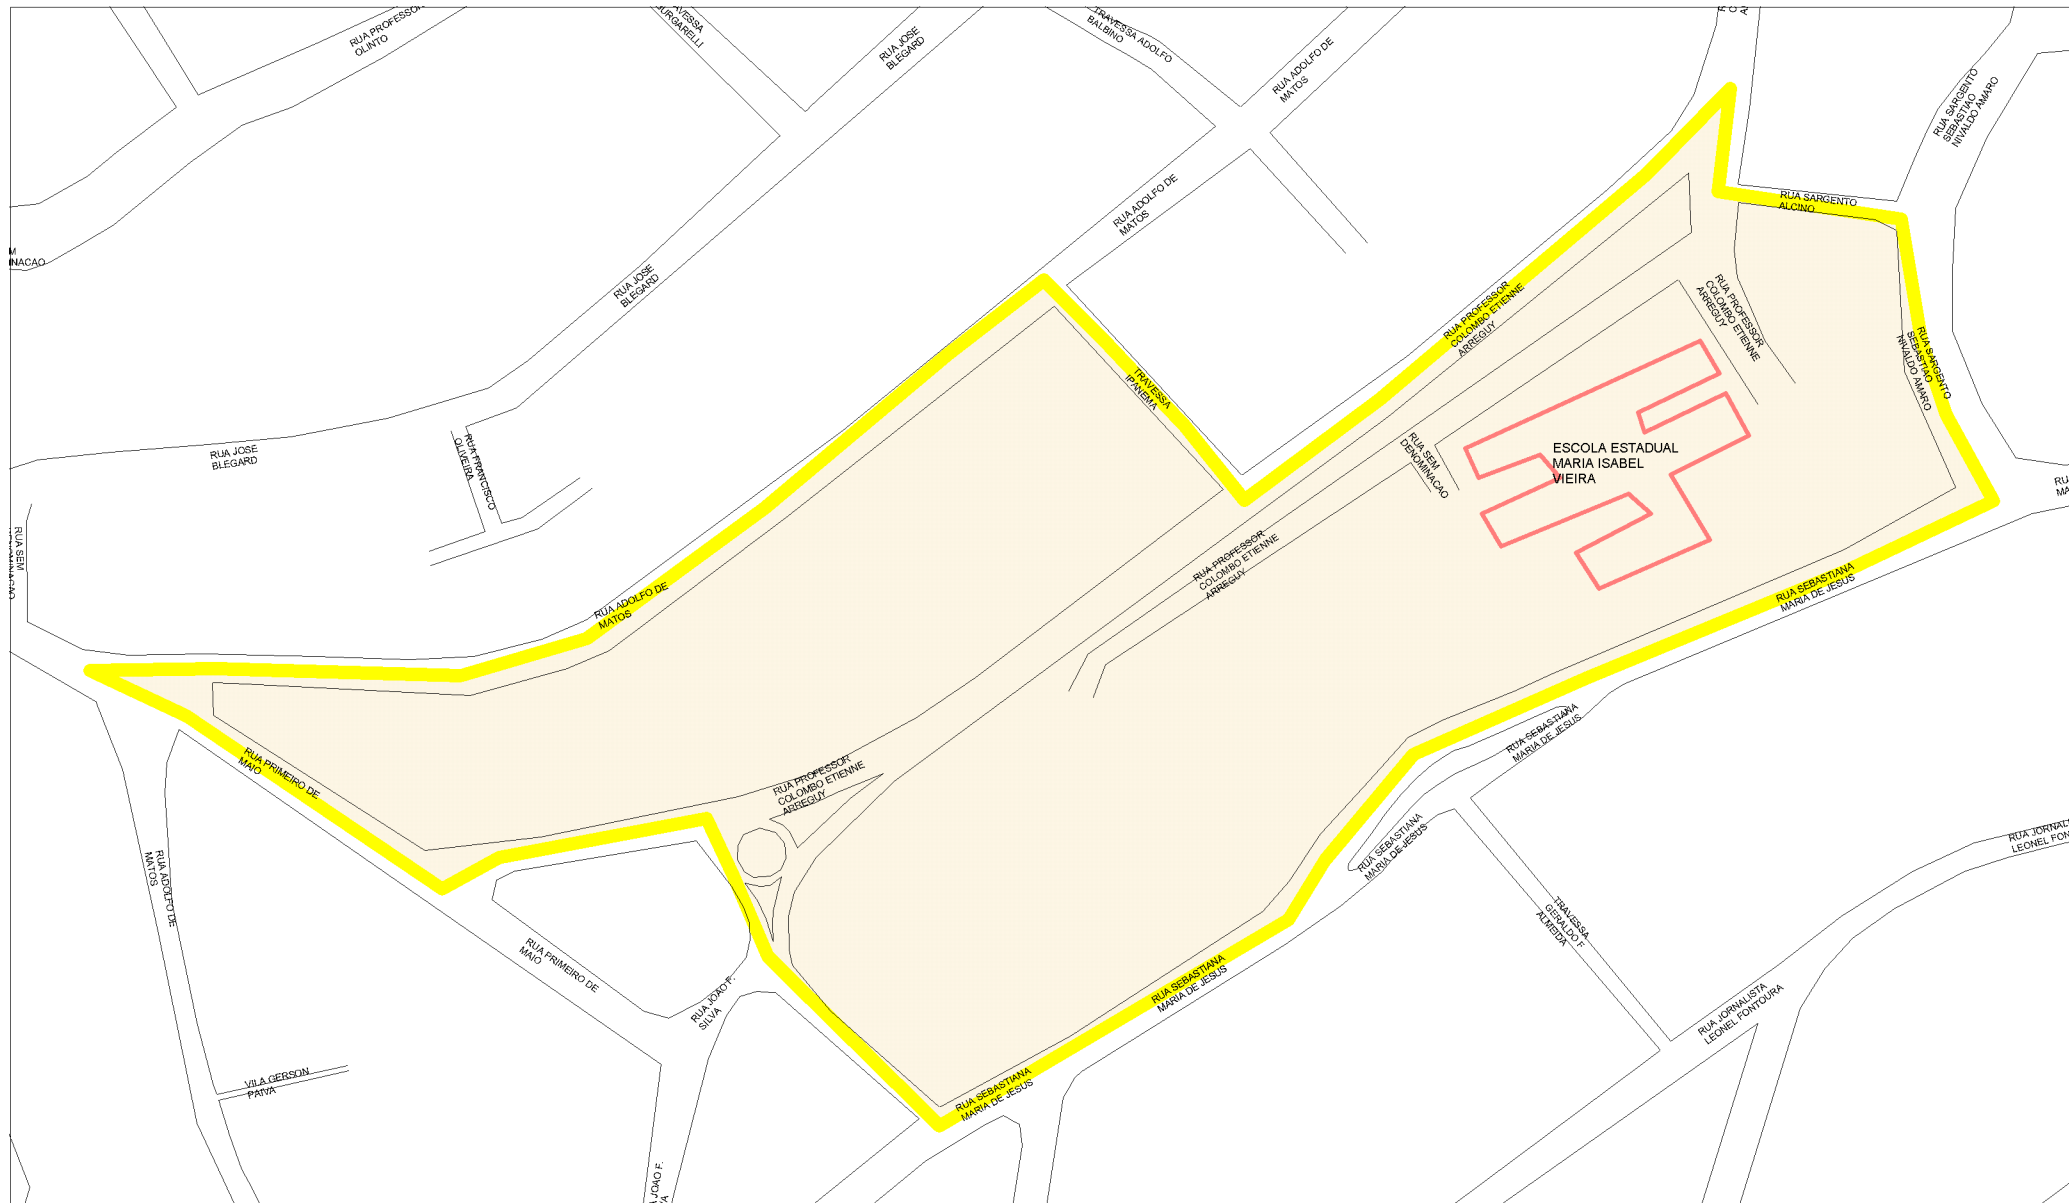 RUA PROFESSOR
OLINTO
RUA JOSE
BLEGARD
TRAVESSA ADOLFO
BALBINO
RUA ADOLFO DE
MATOS
RUA SARGENTO
SEBASTIAO
NIVALDO AMARO
RUA ADOLFO DE
MATOS
RUA SARGENTO
ALCINO
INACAO
RUA JOSE
BLEGARD
RUA PROFESSOR
COLOMBO ETIENNE
ARREGUY
RUA PROFESSOR
COLOMBO ETIENNE
ARREGUY
RUA SARGENTO
SEBASTIAO
NIVALDO AMARO
TRAVESSA
IPANEMA
RUA JOSE
BLEGARD
RUA FRANCISCO
OLIVEIRA
RUA SEM
DENOMINACAO
ESCOLA ESTADUAL
MARIA ISABEL
VIEIRA
RUA SEM
RUA PROFESSOR
COLOMBO ETIENNE
ARREGUY
RUA ADOLFO DE
MATOS
RUA SEBASTIANA
MARIA DE JESUS
RUA SEBASTIANA
MARIA DE JESUS
RUA PRIMEIRO DE
MAIO
RUA PROFESSOR
COLOMBO ETIENNE
ARREGUY
RUA SEBASTIANA
MARIA DE JESUS
RUA JORNAL
LEONEL FON
RUA ADOLFO DE
MATOS
TRAVESSA
GERALDO F.
ALMEIDA
RUA PRIMEIRO DE
MAIO
RUA JOAO F.
SILVA
RUA SEBASTIANA
MARIA DE JESUS
RUA JORNALISTA
LEONEL FONTOURA
VILA GERSON
PAIVA
RUA SEBASTIANA
MARIA DE JESUS
JOAO F.